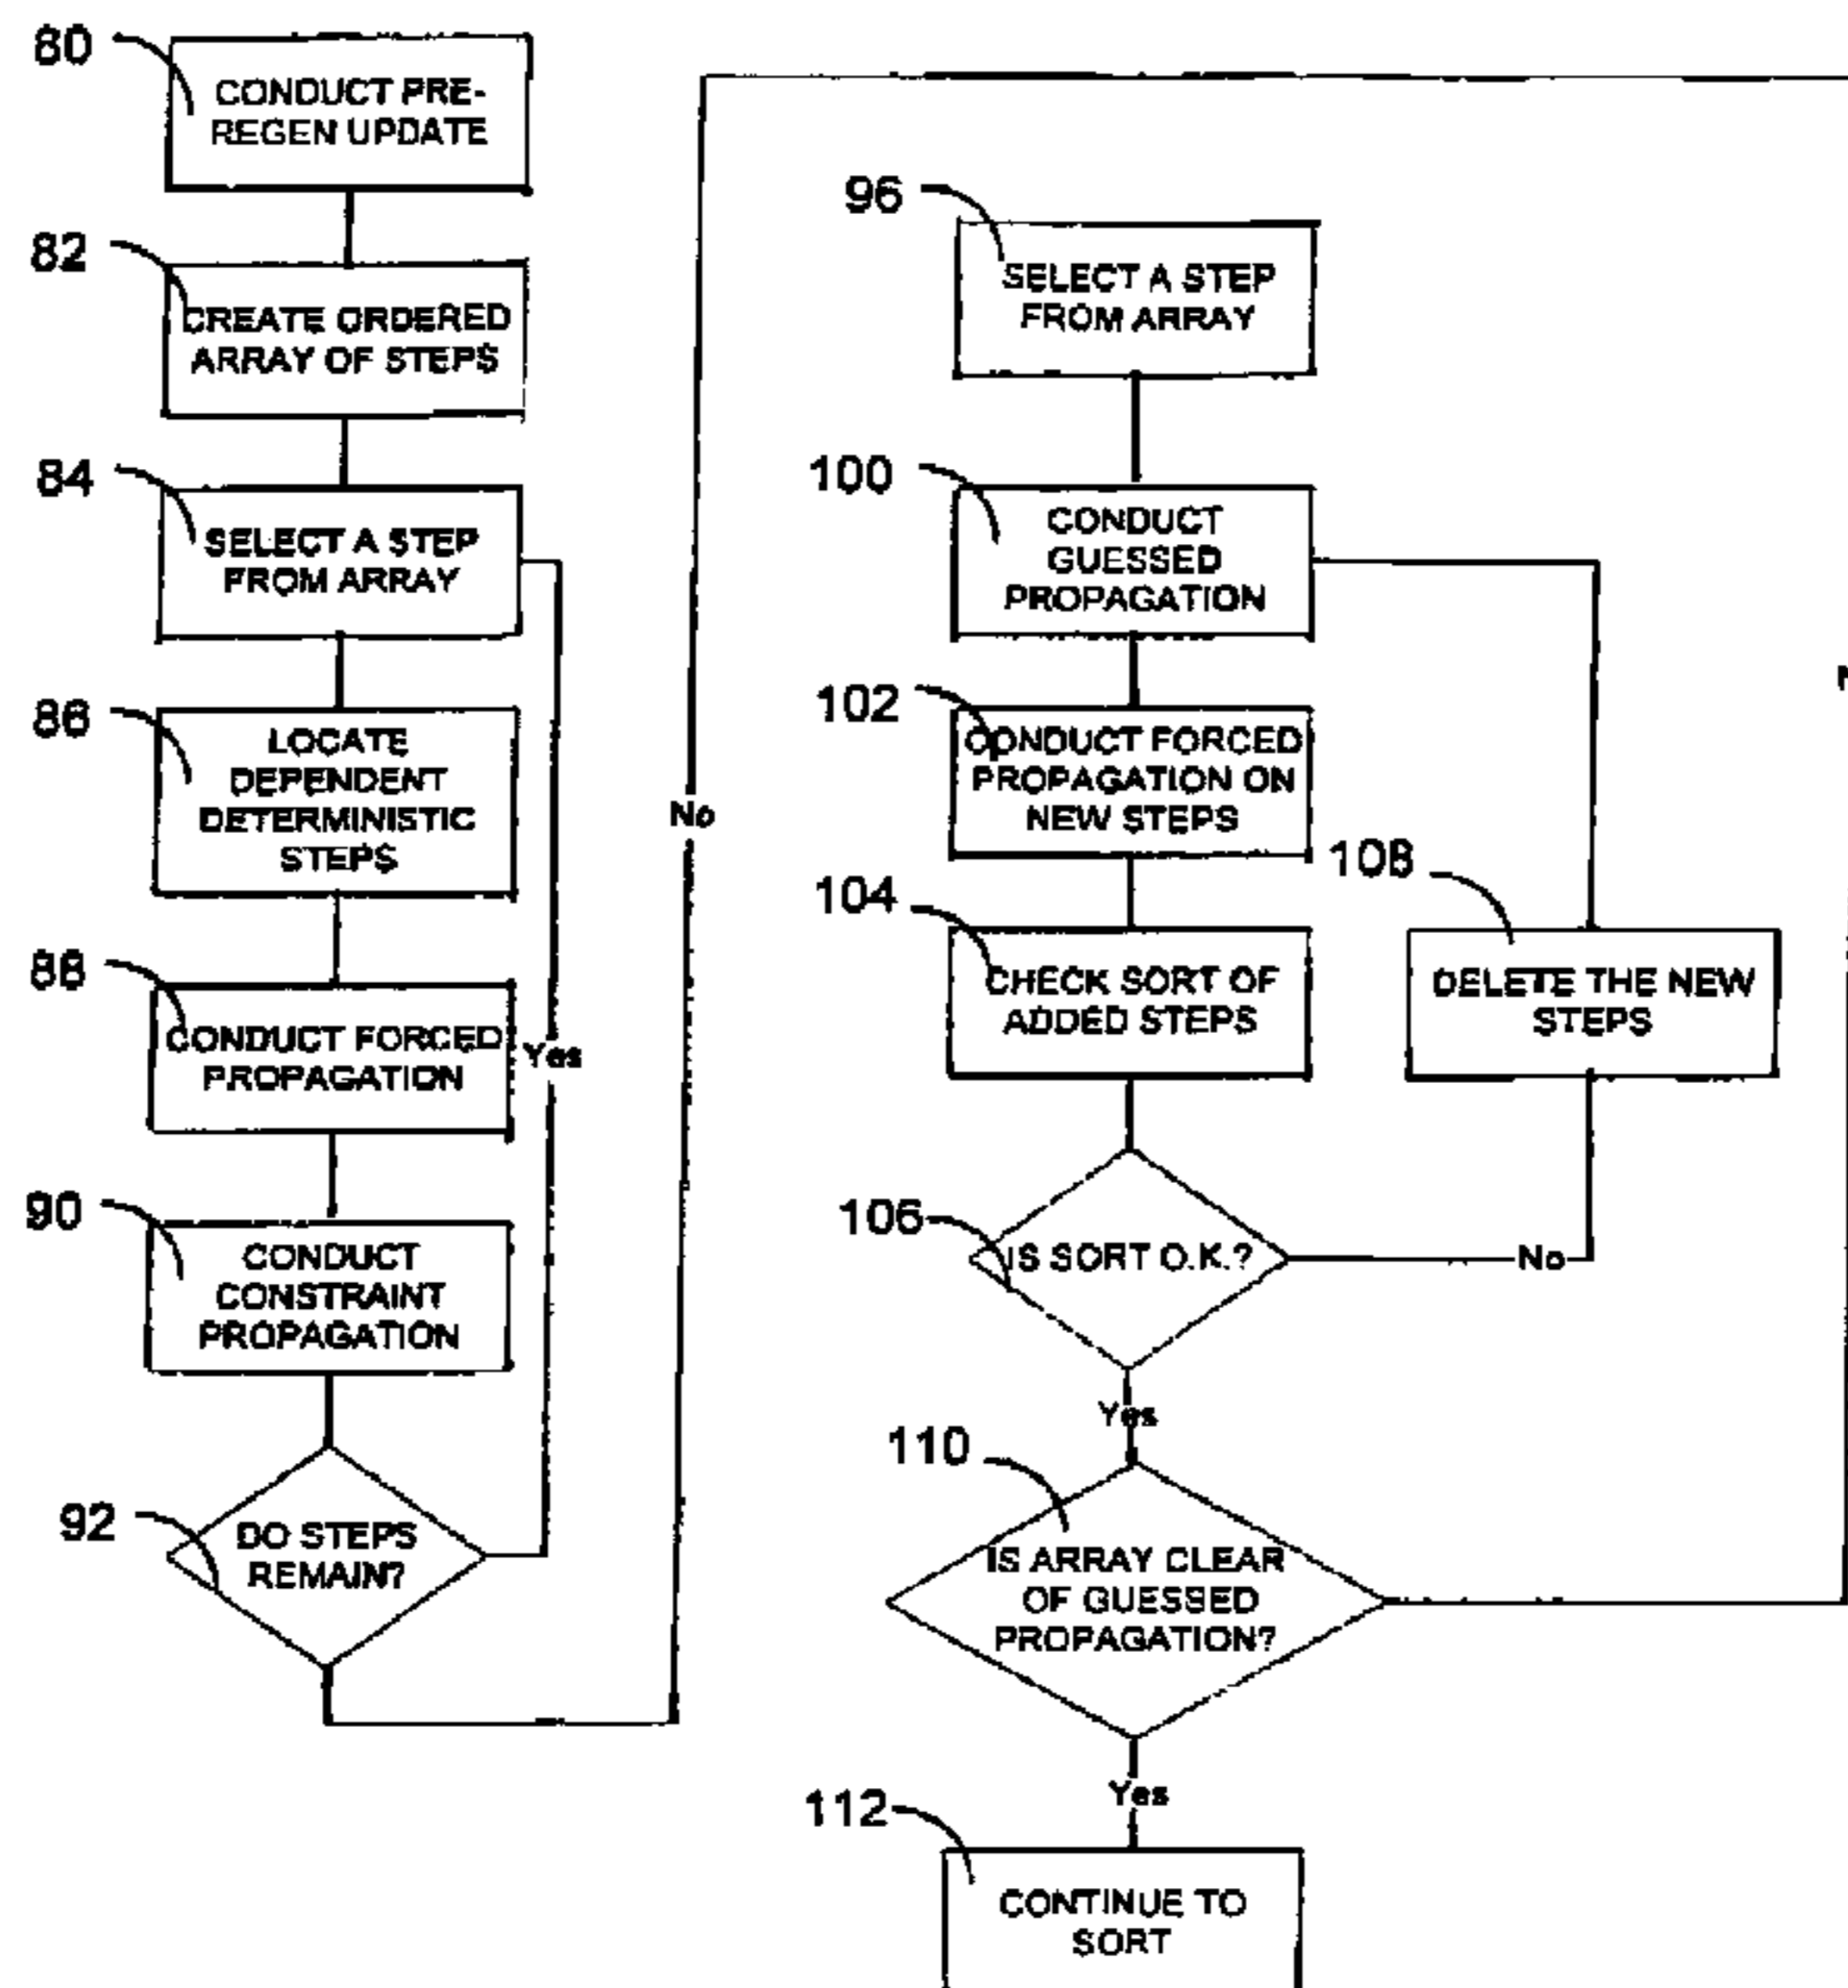 80
CONDUCT PRE-
REGEN UPDATE
82
CREATE ORDERED
ARRAY OF STEPS
84
SELECT A STEP
FROM ARRAY
86
LOCATE
DEPENDENT
DETERMINISTIC
STEPS
88
CONDUCT FORCED
PROPAGATION
Yes
90
CONDUCT
CONSTRAINT
PROPAGATION
92
DO STEPS
REMAIN?
No
96
SELECT A STEP
FROM ARRAY
100
CONDUCT
GUESSED
PROPAGATION
102
CONDUCT FORCED
PROPAGATION ON
NEW STEPS
104
CHECK SORT OF
ADDED STEPS
108
DELETE THE NEW
STEPS
106
IS SORT O.K.?
No
Yes
110
IS ARRAY CLEAR
OF GUESSED
PROPAGATION?
Yes
112
CONTINUE TO
SORT